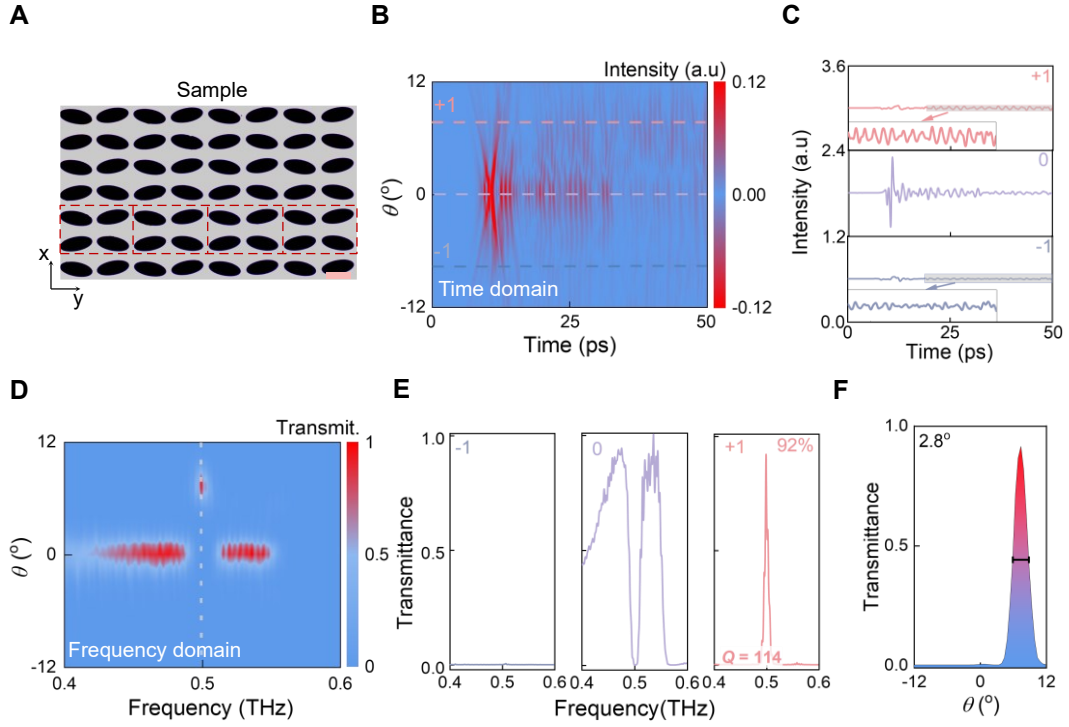 A
Sample
x
y
B
Intensity (a.u)
12
0
-12
θ (°)
+1
-1
Time domain
0.12
0.00
-0.12
0
25
50
Time (ps)
C
3.6
2.4
1.2
0.0
Intensity (a.u)
+1
0
-1
0
25
50
Time (ps)
D
Transmit.
12
0
-12
θ (°)
Frequency domain
1
0.5
0
0.4
0.5
0.6
Frequency (THz)
E
1.0
0.5
0.0
Transmittance
-1
0
+1
92%
Q = 114
0.4 0.5 0.6
0.4 0.5 0.6
0.4 0.5 0.6
Frequency(THz)
F
1.0
0.5
0.0
Transmittance
2.8°
-12
0
12
θ (°)